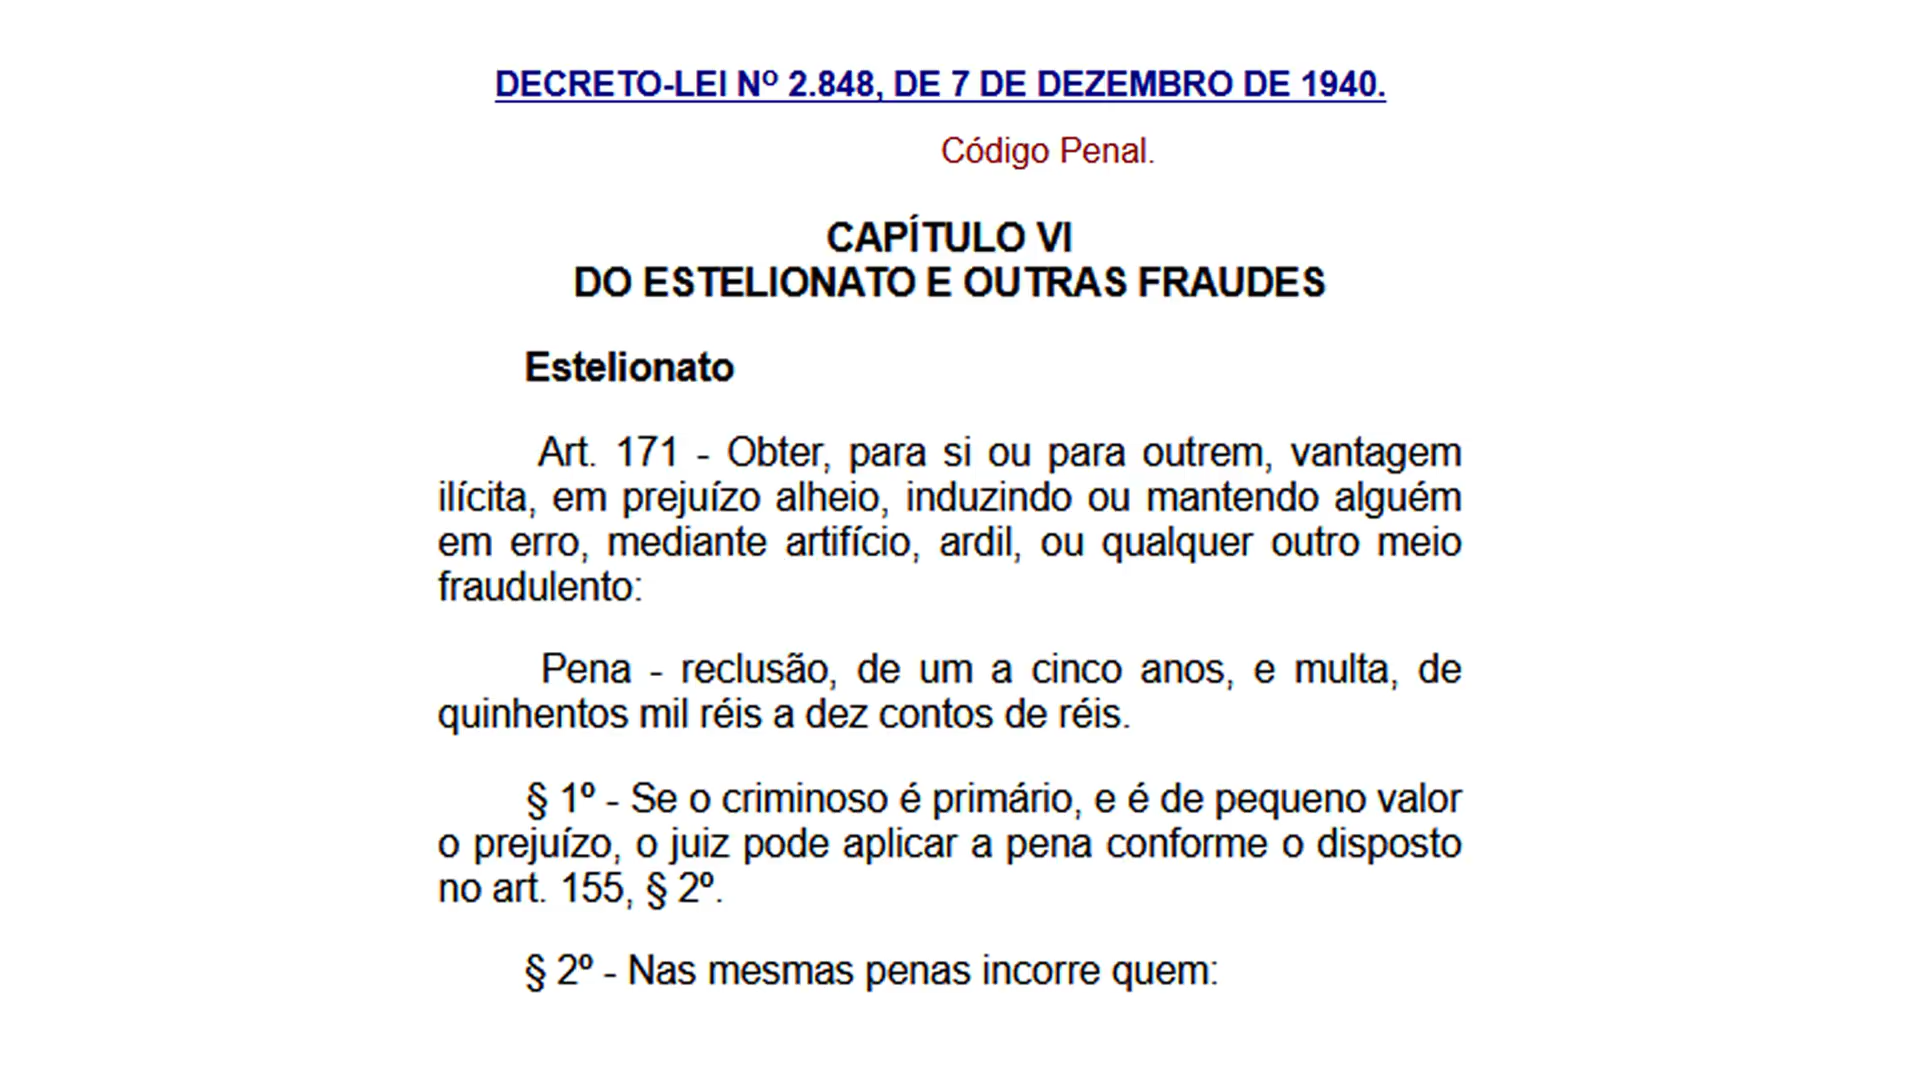 DECRETO-LEI Nº 2.848, DE 7 DE DEZEMBRO DE 1940.
Código Penal.
CAPÍTULO VI
DO ESTELIONATO E OUTRAS FRAUDES
Estelionato
Art. 171 - Obter, para si ou para outrem, vantagem
ilícita, em prejuízo alheio, induzindo ou mantendo alguém
em erro, mediante artifício, ardil, ou qualquer outro meio
fraudulento:
Pena - reclusão, de um a cinco anos, e multa, de
quinhentos mil réis a dez contos de réis.
§ 1º - Se o criminoso é primário, e é de pequeno valor
o prejuízo, o juiz pode aplicar a pena conforme o disposto
no art. 155, § 2º.
§ 2º - Nas mesmas penas incorre quem: